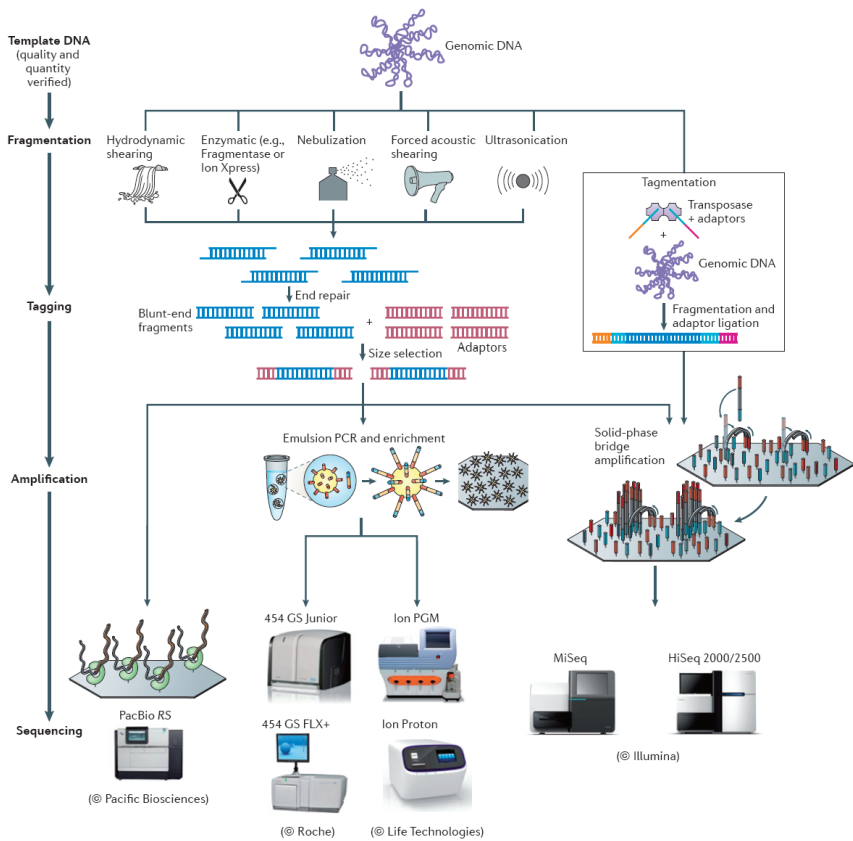 Template DNA
(quality and
quantity
verified)
Genomic DNA
Fragmentation
Hydrodynamic
shearing
Enzymatic (e.g.,
Fragmentase or
Ion Xpress)
Nebulization
Forced acoustic
shearing
Ultrasonication
Tagmentation
Transposase
+ adaptors
+
Genomic DNA
Fragmentation and
adaptor ligation
Tagging
End repair
Blunt-end
fragments
+
Adaptors
Size selection
Emulsion PCR and enrichment
Solid-phase
bridge
amplification
Amplification
454 GS Junior
Ion PGM
MiSeq
HiSeq 2000/2500
Sequencing
PacBio RS
454 GS FLX+
Ion Proton
(© Illumina)
(© Pacific Biosciences)
(© Roche)
(© Life Technologies)